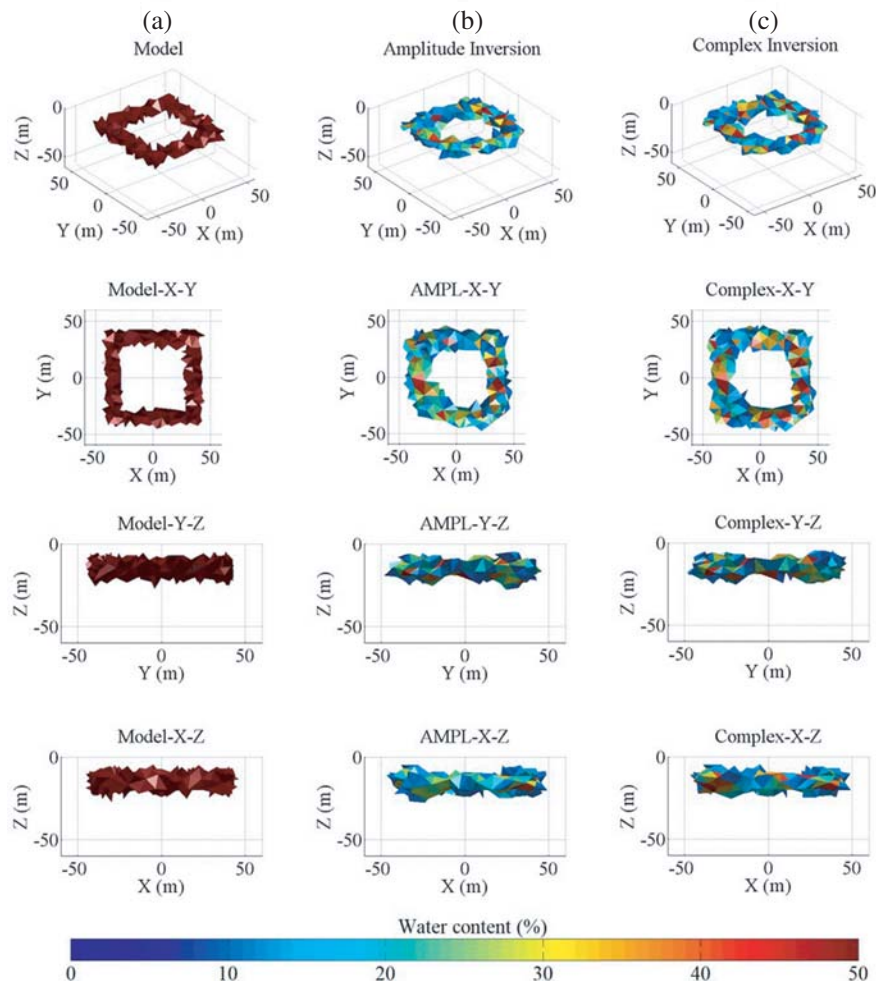 (a) (b) (c)
Model Amplitude Inversion Complex Inversion
0 0 0
Z (m) Z (m) Z (m)
-50 -50 -50
50 50 50 50 50 50
0 0 0 0 0 0
Y (m) -50 -50 X (m) Y (m) -50 -50 X (m) Y (m) -50 -50 X (m)
Model-X-Y AMPL-X-Y Complex-X-Y
50 50 50
Y (m) 0 Y (m) 0 Y (m) 0
-50 -50 -50
-50 0 50 -50 0 50 -50 0 50
X (m) X (m) X (m)
Model-Y-Z AMPL-Y-Z Complex-Y-Z
0 0 0
Z (m) Z (m) Z (m)
-50 -50 -50
-50 0 50 -50 0 50 -50 0 50
Y (m) Y (m) Y (m)
Model-X-Z AMPL-X-Z Complex-X-Z
0 0 0
Z (m) Z (m) Z (m)
-50 -50 -50
-50 0 50 -50 0 50 -50 0 50
X (m) X (m) X (m)
Water content (%)
0 10 20 30 40 50